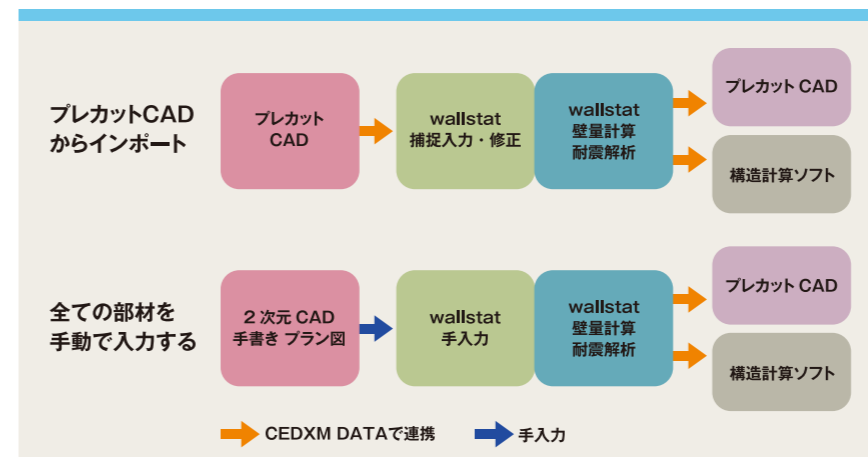 プレカットCAD
からインポート
プレカット
CAD
wallstat
捕捉入力・修正
wallstat
壁量計算
耐震解析
プレカット CAD
構造計算ソフト
全ての部材を
手動で入力する
2 次元 CAD
手書き プラン図
wallstat
手入力
wallstat
壁量計算
耐震解析
プレカット CAD
構造計算ソフト
CEDXM DATAで連携
手入力